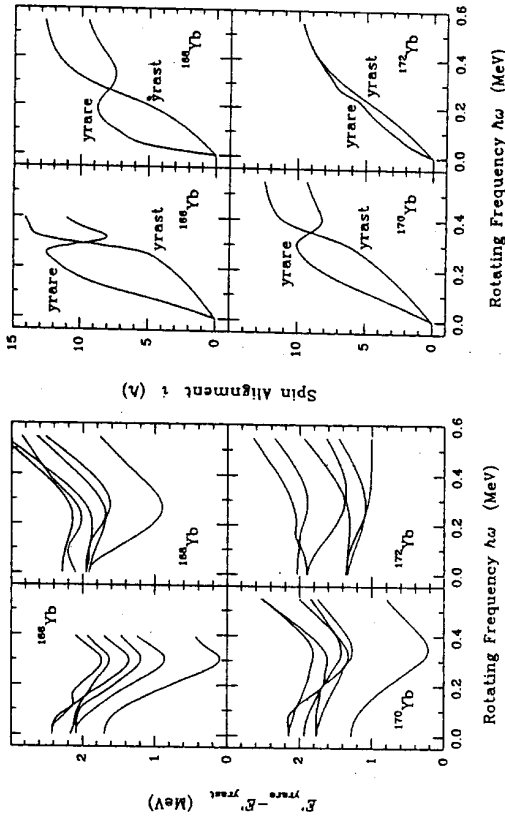 E'yrare−E'yrast (MeV)
2
1
2
1
0
166Yb
168Yb
170Yb
172Yb
0.0 0.2 0.4 0.0 0.2 0.4 0.6
Rotating Frequency ℏω (MeV)
Spin Alignment i (ℏ)
15
10
5
0
10
5
0
yrare
yrast
166Yb
yrare
yrast
168Yb
yrare
yrast
170Yb
yrare
yrast
172Yb
0.0 0.2 0.4 0.0 0.2 0.4 0.6
Rotating Frequency ℏω (MeV)